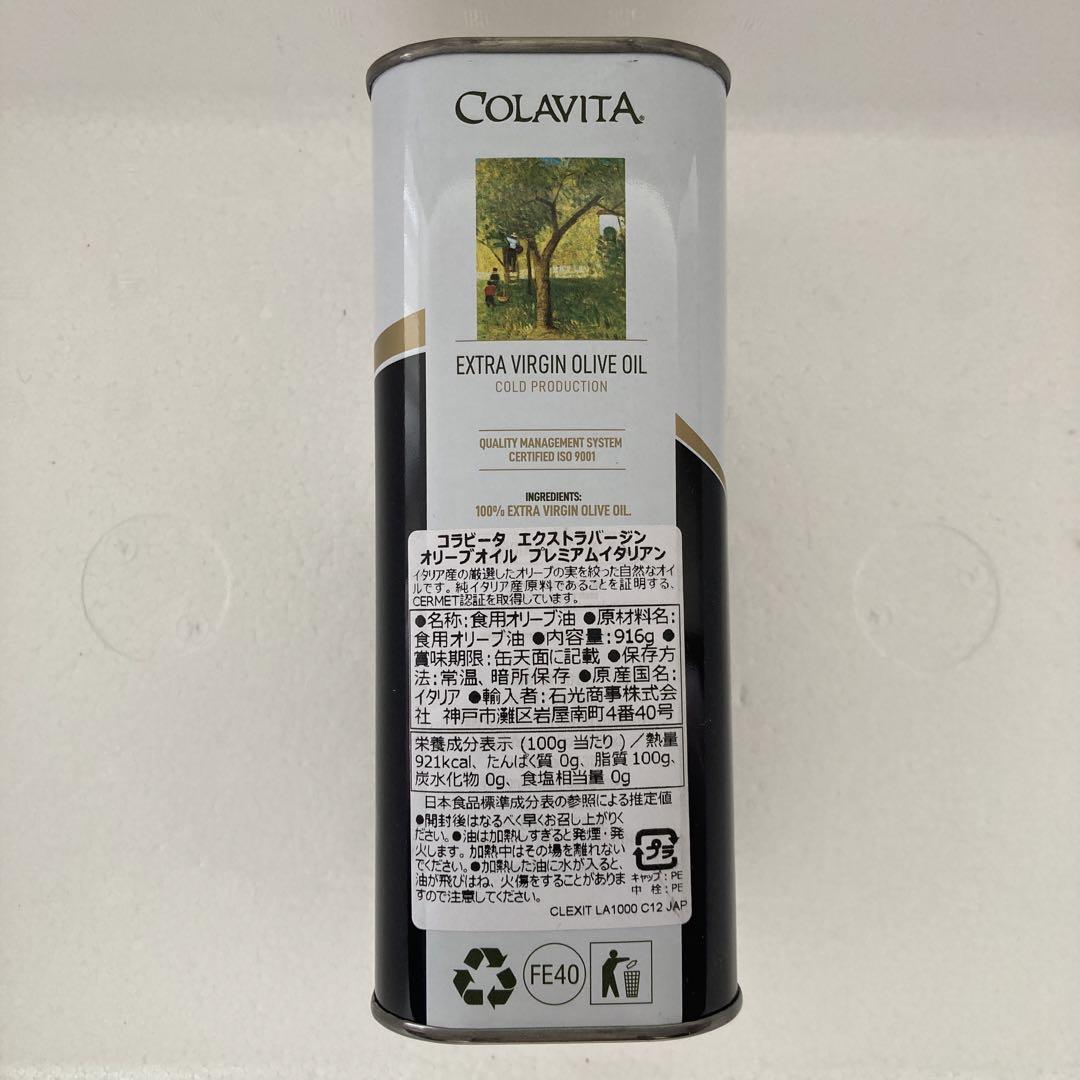 COLAVITA®
EXTRA VIRGIN OLIVE OIL
COLD PRODUCTION
QUALITY MANAGEMENT SYSTEM
CERTIFIED ISO 9001
INGREDIENTS:
100% EXTRA VIRGIN OLIVE OIL.
コラビータ エクストラバージン
オリーブオイル プレミアムイタリアン
イタリア産の厳選したオリーブの実を絞った自然なオイ
ルです。純イタリア産原料であることを証明する、
CERMET認証を取得しています。
●名称:食用オリーブ油 ●原材料名:
食用オリーブ油 ●内容量:916g ●
賞味期限:缶天面に記載 ●保存方
法:常温、暗所保存 ●原産国名:
イタリア ●輸入者:石光商事株式会
社 神戸市灘区岩屋南町4番40号
栄養成分表示 (100g 当たり)/熱量
921kcal、たんぱく質 0g、脂質 100g、
炭水化物 0g、食塩相当量 0g
日本食品標準成分表の参照による推定値
●開封後はなるべく早くお召し上がりく
ださい。●油は加熱しすぎると発煙・発
火します。加熱中はその場を離れない
でください。●加熱した油に水が入ると、
油が飛びはね、火傷をすることがありま
すので注意してください。
プラ
キャップ:PE
中 栓:PE
CLEXIT LA1000 C12 JAP
FE40